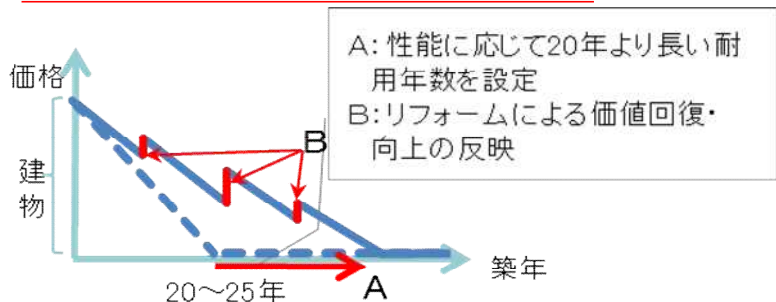 A:性能に応じて20年より長い耐
用年数を設定
B:リフォームによる価値回復・
向上の反映
価格
B
建
物
築年
20〜25年
A